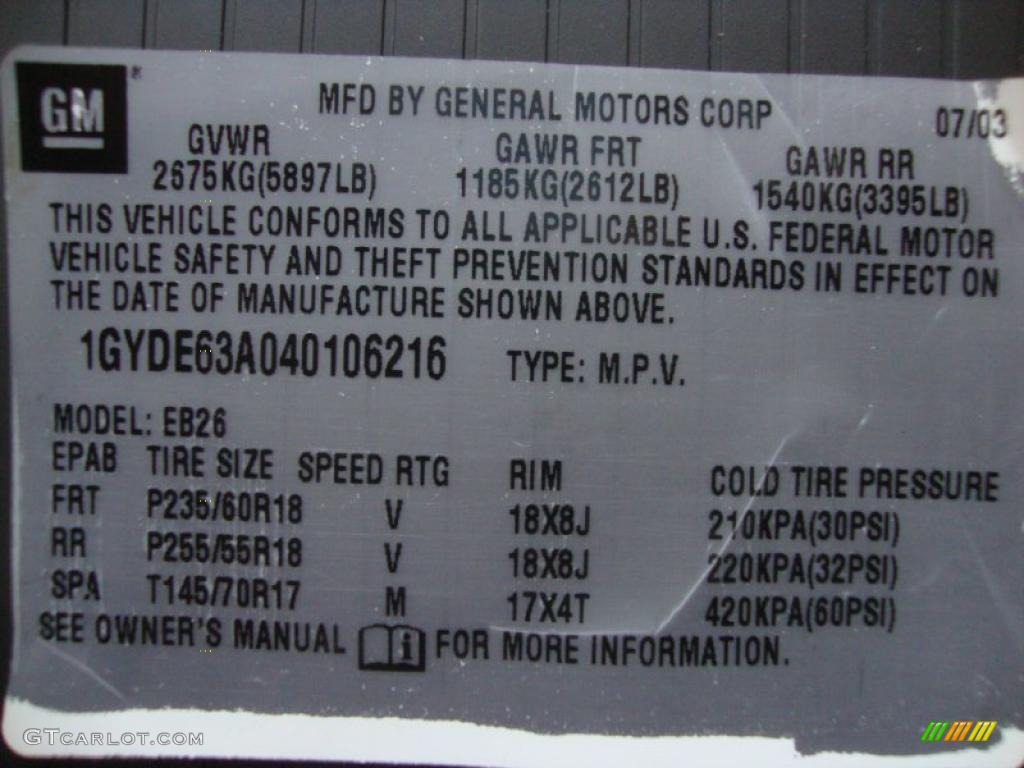 GM ®
MFD BY GENERAL MOTORS CORP 07/03
GVWR GAWR FRT GAWR RR
2675KG(5897LB) 1185KG(2612LB) 1540KG(3395LB)
THIS VEHICLE CONFORMS TO ALL APPLICABLE U.S. FEDERAL MOTOR
VEHICLE SAFETY AND THEFT PREVENTION STANDARDS IN EFFECT ON
THE DATE OF MANUFACTURE SHOWN ABOVE.
1GYDE63A040106216 TYPE: M.P.V.
MODEL: EB26
EPAB TIRE SIZE SPEED RTG RIM COLD TIRE PRESSURE
FRT P235/60R18 V 18X8J 210KPA(30PSI)
RR P255/55R18 V 18X8J 220KPA(32PSI)
SPA T145/70R17 M 17X4T 420KPA(60PSI)
SEE OWNER'S MANUAL i FOR MORE INFORMATION.
GTcarlot.com